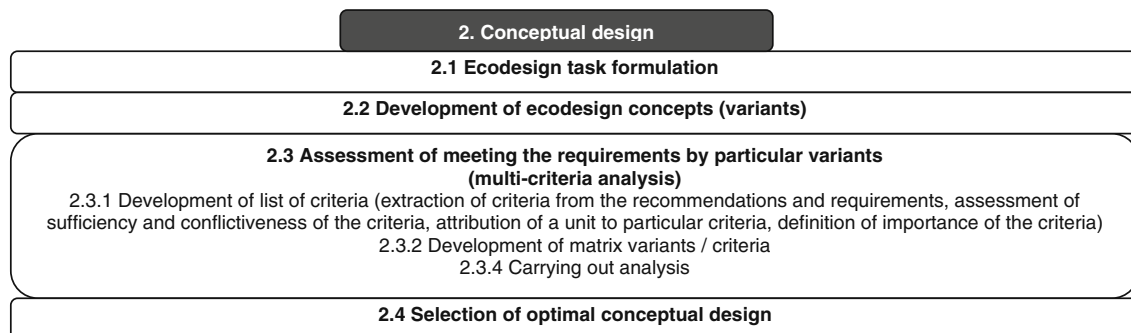 2. Conceptual design
2.1 Ecodesign task formulation
2.2 Development of ecodesign concepts (variants)
2.3 Assessment of meeting the requirements by particular variants
(multi-criteria analysis)
2.3.1 Development of list of criteria (extraction of criteria from the recommendations and requirements, assessment of
sufficiency and conflictiveness of the criteria, attribution of a unit to particular criteria, definition of importance of the criteria)
2.3.2 Development of matrix variants / criteria
2.3.4 Carrying out analysis
2.4 Selection of optimal conceptual design